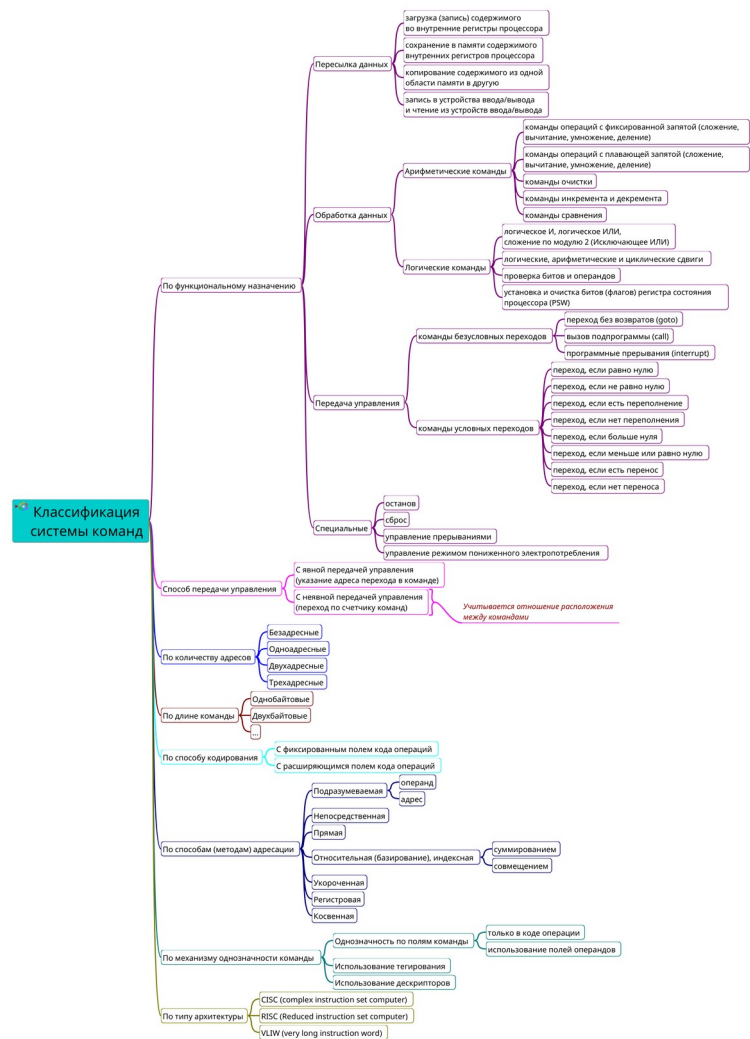 Классификация
системы команд
По функциональному назначению
Пересылка данных
загрузка (запись) содержимого
во внутренние регистры процессора
сохранение в памяти содержимого
внутренних регистров процессора
копирование содержимого из одной
области памяти в другую
запись в устройства ввода/вывода
и чтение из устройств ввода/вывода
Обработка данных
Арифметические команды
команды операций с фиксированной запятой (сложение,
вычитание, умножение, деление)
команды операций с плавающей запятой (сложение,
вычитание, умножение, деление)
команды очистки
команды инкремента и декремента
команды сравнения
Логические команды
логическое И, логическое ИЛИ,
сложение по модулю 2 (Исключающее ИЛИ)
логические, арифметические и циклические сдвиги
проверка битов и операндов
установка и очистка битов (флагов) регистра состояния
процессора (PSW)
Передача управления
команды безусловных переходов
переход без возвратов (goto)
вызов подпрограммы (call)
программные прерывания (interrupt)
команды условных переходов
переход, если равно нулю
переход, если не равно нулю
переход, если есть переполнение
переход, если нет переполнения
переход, если больше нуля
переход, если меньше или равно нулю
переход, если есть перенос
переход, если нет переноса
Специальные
останов
сброс
управление прерываниями
управление режимом пониженного электропотребления
Способ передачи управления
С явной передачей управления
(указание адреса перехода в команде)
С неявной передачей управления
(переход по счетчику команд)
Учитывается отношение расположения
между командами
По количеству адресов
Безадресные
Одноадресные
Двухадресные
Трехадресные
По длине команды
Однобайтовые
Двухбайтовые
...
По способу кодирования
С фиксированным полем кода операций
С расширяющимся полем кода операций
По способам (методам) адресации
Подразумеваемая
операнд
адрес
Непосредственная
Прямая
Относительная (базирование), индексная
суммированием
совмещением
Укороченная
Регистровая
Косвенная
По механизму однозначности команды
Однозначность по полям команды
только в коде операции
использование полей операндов
Использование тегирования
Использование дескрипторов
По типу архитектуры
CISC (complex instruction set computer)
RISC (Reduced instruction set computer)
VLIW (very long instruction word)